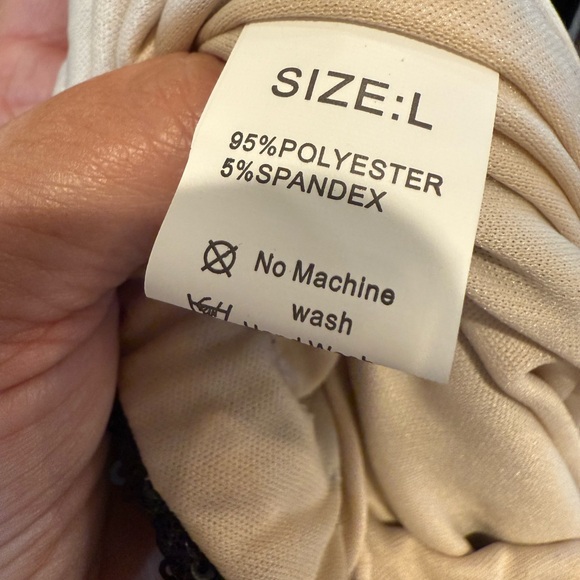 SIZE:L
95%POLYESTER
5%SPANDEX
No Machine
wash